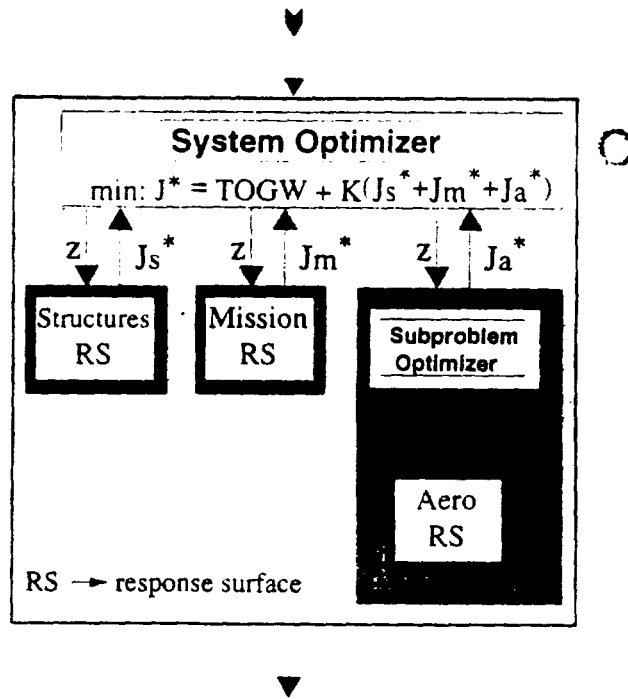 System Optimizer
min: J* = TOGW + K(Js*+Jm*+Ja*)
z Js* z Jm* z Ja*
Structures
RS
Mission
RS
Subproblem
Optimizer
Aero
RS
RS → response surface